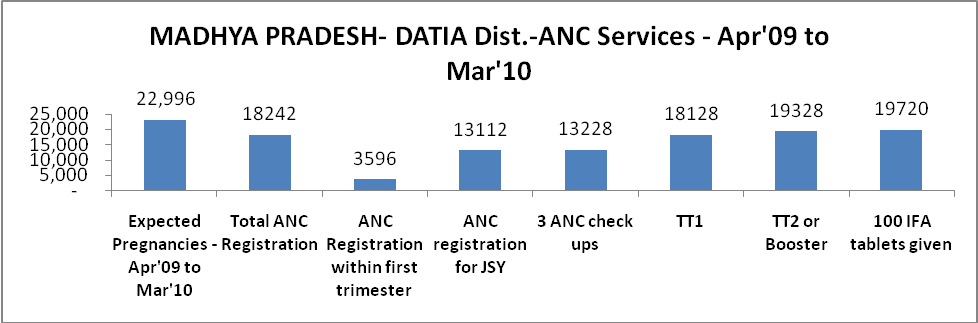 MADHYA PRADESH- DATIA Dist.-ANC Services - Apr'09 to
Mar'10
25,000
20,000
15,000
10,000
5,000
-
22,996
18242
3596
13112
13228
18128
19328
19720
Expected
Pregnancies -
Apr'09 to
Mar'10
Total ANC
Registration
ANC
Registration
within first
trimester
ANC
registration
for JSY
3 ANC check
ups
TT1
TT2 or
Booster
100 IFA
tablets given